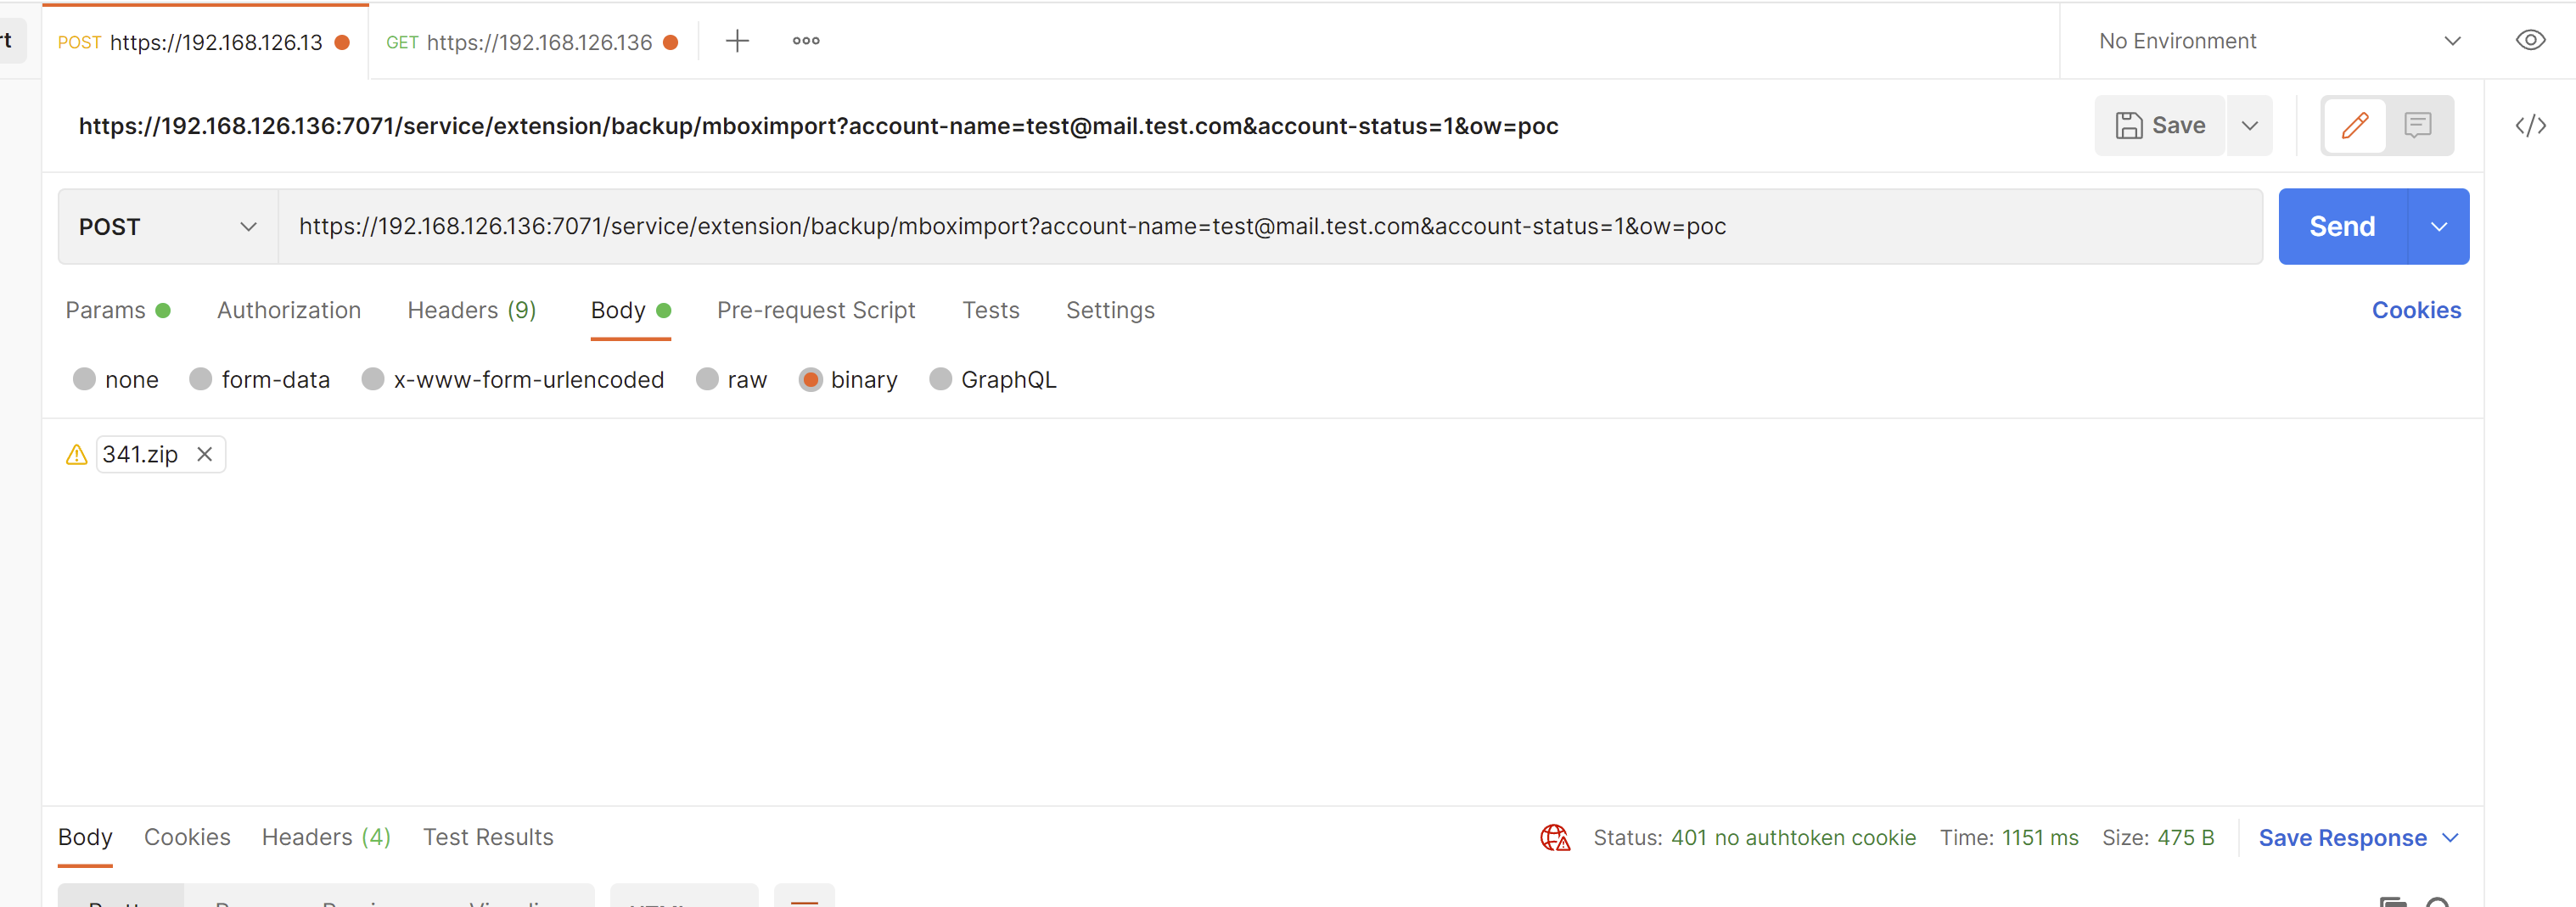 rt
POST https://192.168.126.13 GET https://192.168.126.136 No Environment
https://192.168.126.136:7071/service/extension/backup/mboximport?account-name=test@mail.test.com&account-status=1&ow=poc Save
POST https://192.168.126.136:7071/service/extension/backup/mboximport?account-name=test@mail.test.com&account-status=1&ow=poc Send
Params Authorization Headers (9) Body Pre-request Script Tests Settings Cookies
none form-data x-www-form-urlencoded raw binary GraphQL
341.zip
Body Cookies Headers (4) Test Results Status: 401 no authtoken cookie Time: 1151 ms Size: 475 B Save Response